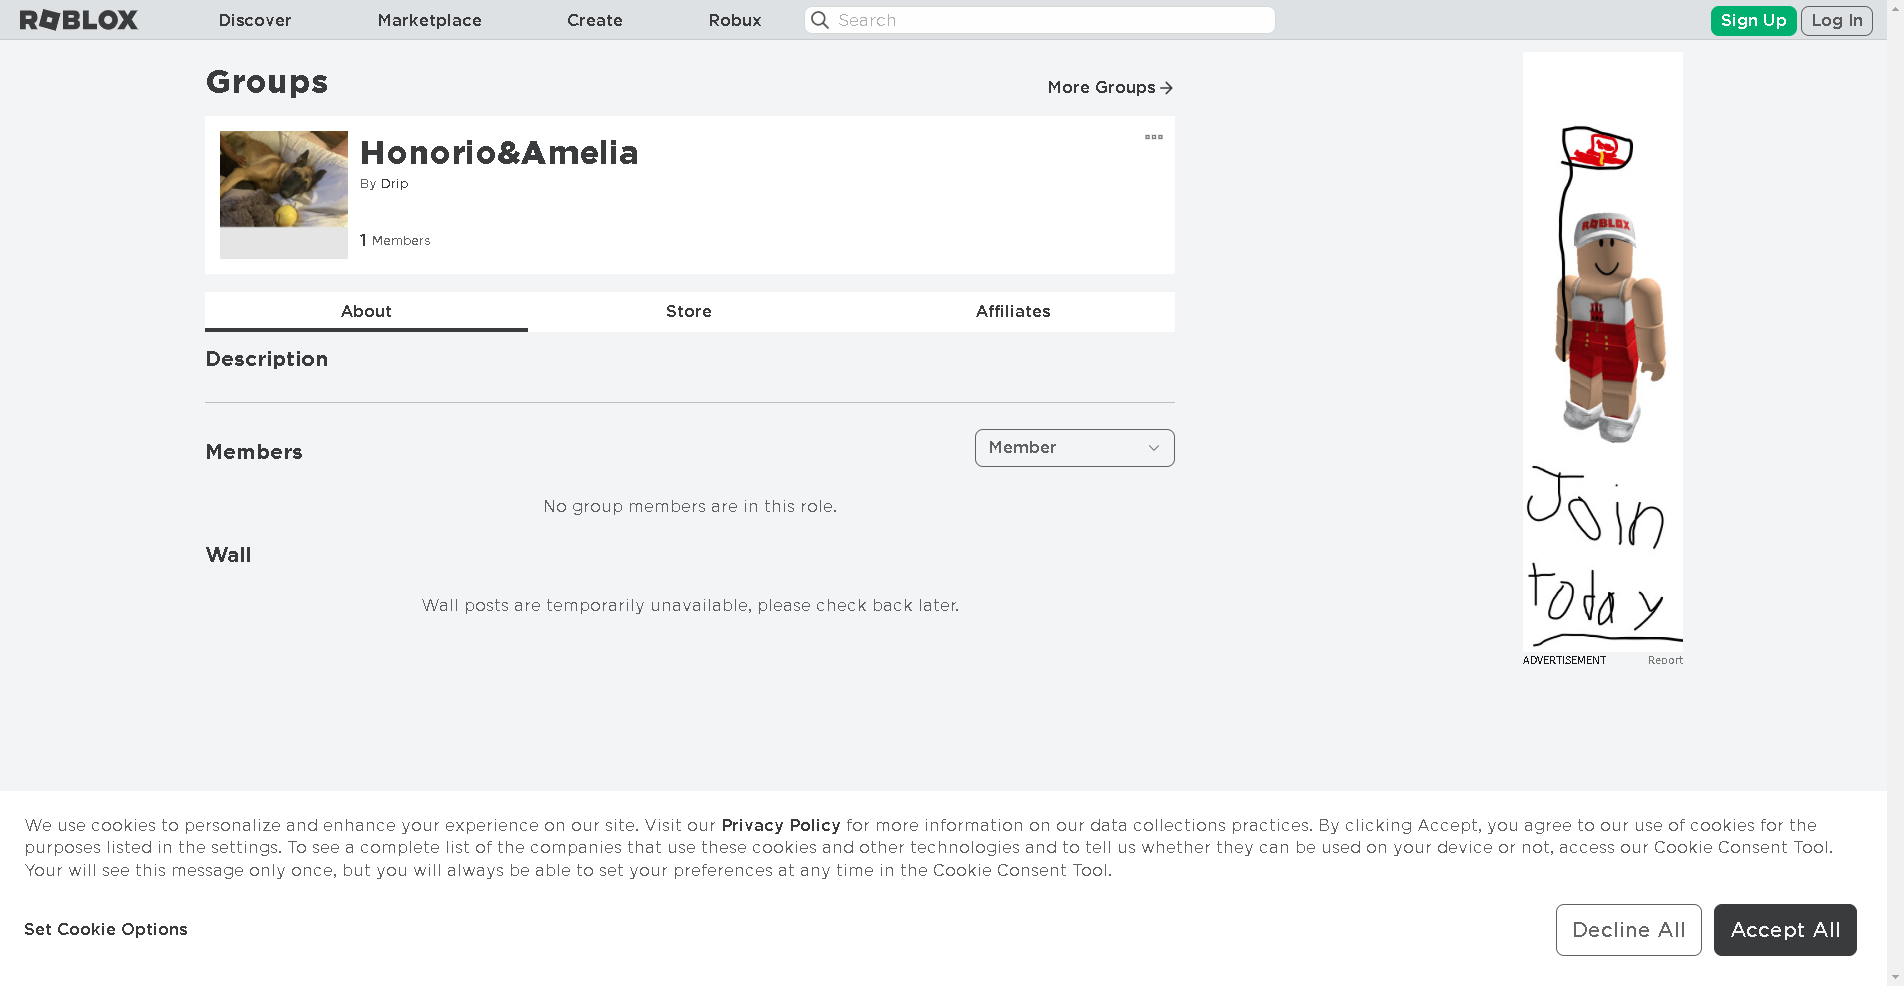 ROBLOX
Discover
Marketplace
Create
Robux
Search
Sign Up
Log In
Groups
More Groups
Honorio&Amelia
By Drip
1 Members
About
Store
Affiliates
Description
Members
Member
No group members are in this role.
Wall
Wall posts are temporarily unavailable, please check back later.
ROBLOX
Join
today
ADVERTISEMENT
Report
We use cookies to personalize and enhance your experience on our site. Visit our Privacy Policy for more information on our data collections practices. By clicking Accept, you agree to our use of cookies for the
purposes listed in the settings. To see a complete list of the companies that use these cookies and other technologies and to tell us whether they can be used on your device or not, access our Cookie Consent Tool.
Your will see this message only once, but you will always be able to set your preferences at any time in the Cookie Consent Tool.
Set Cookie Options
Decline All
Accept All